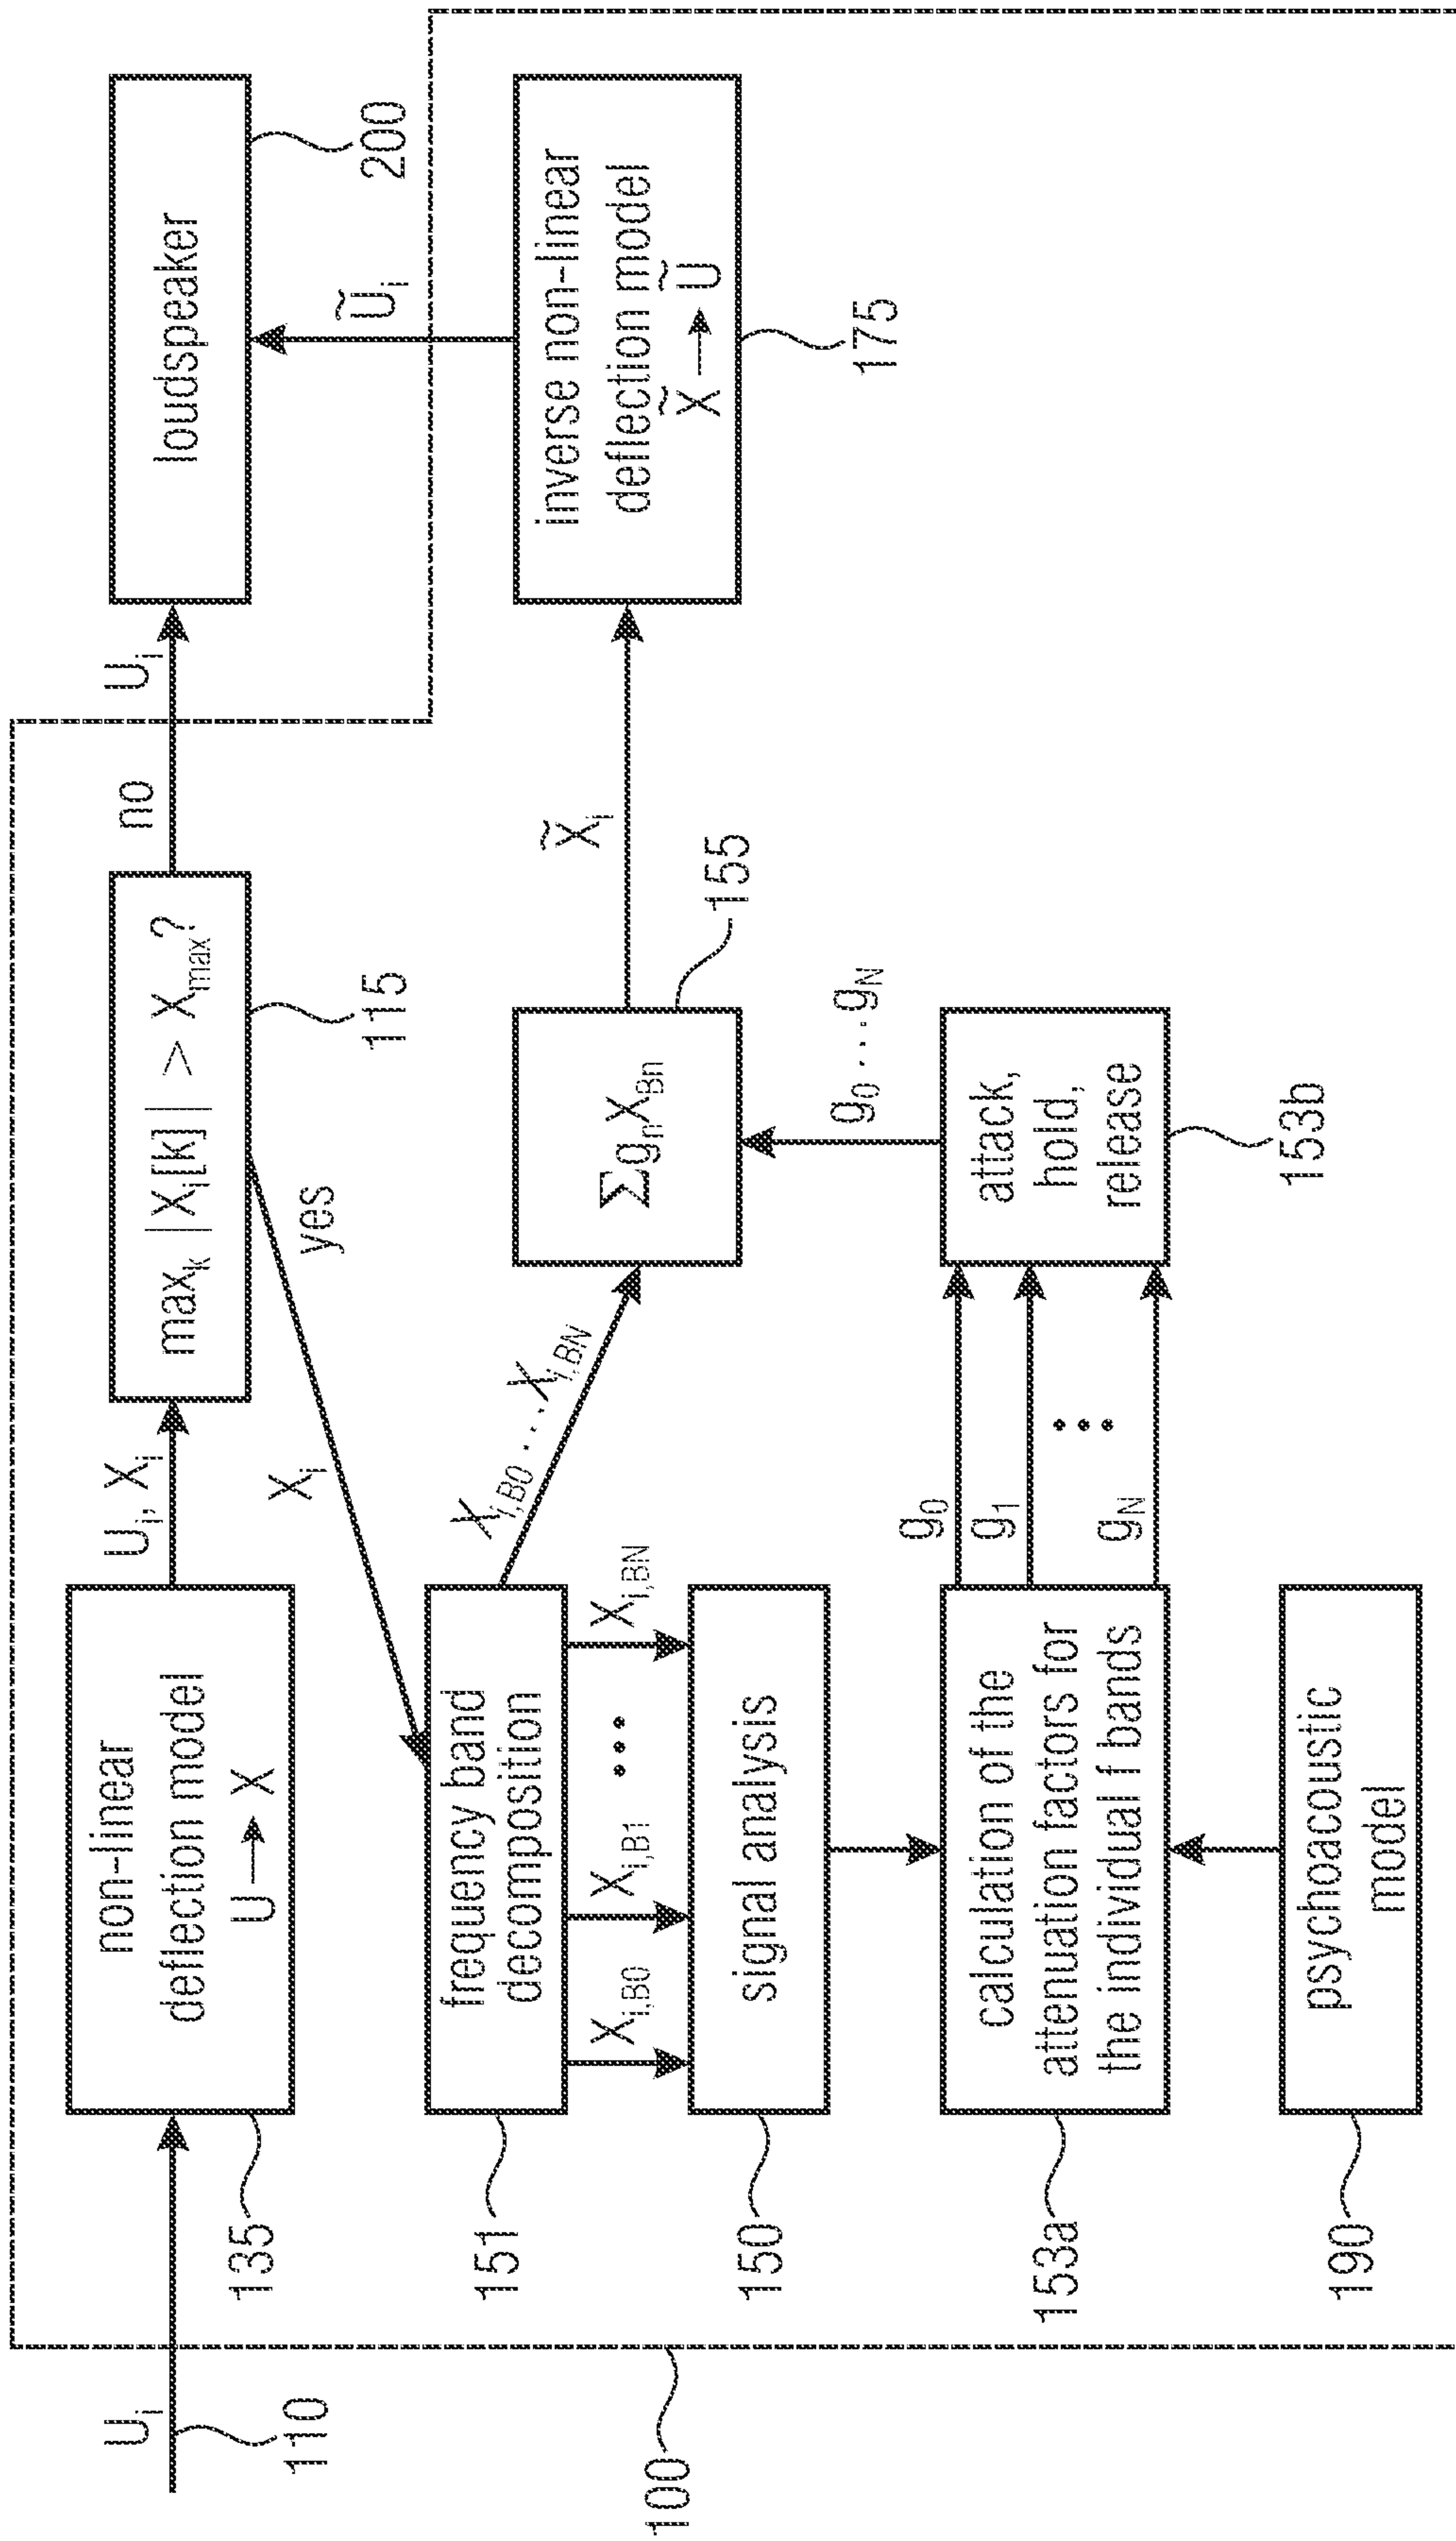 U_i
110
100
non-linear
deflection model
U → X
135
U_i, X_i
max_k |X_i[k]| > X_max?
115
no
U_i
loudspeaker
200
yes
X_i
frequency band
decomposition
151
X_i,B0
X_i,B1
...
X_i,BN
X_i,B0...X_i,BN
signal analysis
150
calculation of the
attenuation factors for
the individual f bands
153a
psychoacoustic
model
190
g_0
g_1
...
g_N
attack,
hold,
release
153b
g_0...g_N
Σg_nX_Bn
155
X̃_i
inverse non-linear
deflection model
X̃ → Ũ
175
Ũ_i